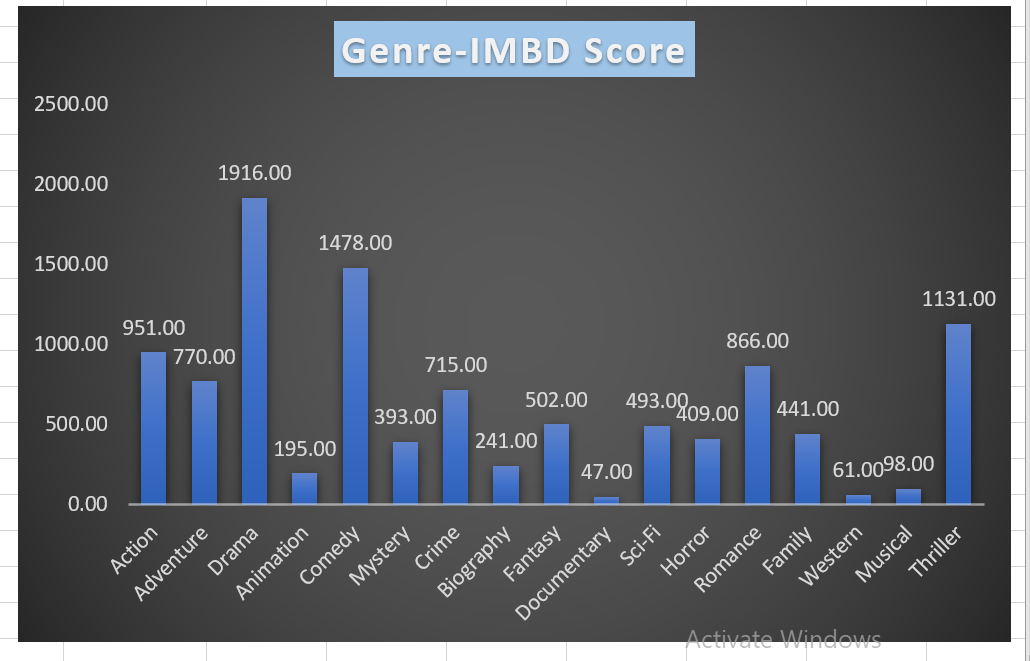 Genre-IMBD Score
2500.00
2000.00
1500.00
1000.00
500.00
0.00
951.00
770.00
1916.00
195.00
1478.00
393.00
715.00
241.00
502.00
47.00
493.00
409.00
866.00
441.00
61.00
98.00
1131.00
Action
Adventure
Drama
Animation
Comedy
Mystery
Crime
Biography
Fantasy
Documentary
Sci-Fi
Horror
Romance
Family
Western
Musical
Thriller
Activate Windows